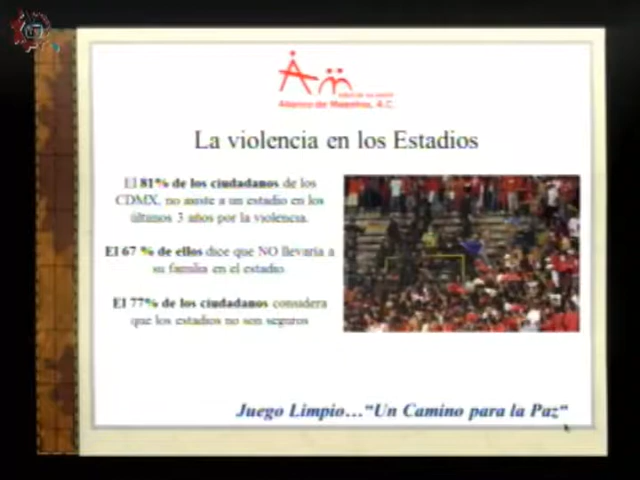 Alianza de Maestros, A.C.
La violencia en los Estadios
El 81% de los ciudadanos de los
CDMX, no asiste a un estadio en los
últimos 3 años por la violencia.
El 67 % de ellos dice que NO llevaría a
su familia en el estadio
El 77% de los ciudadanos considera
que los estadios no son seguros
Juego Limpio…“Un Camino para la Paz“